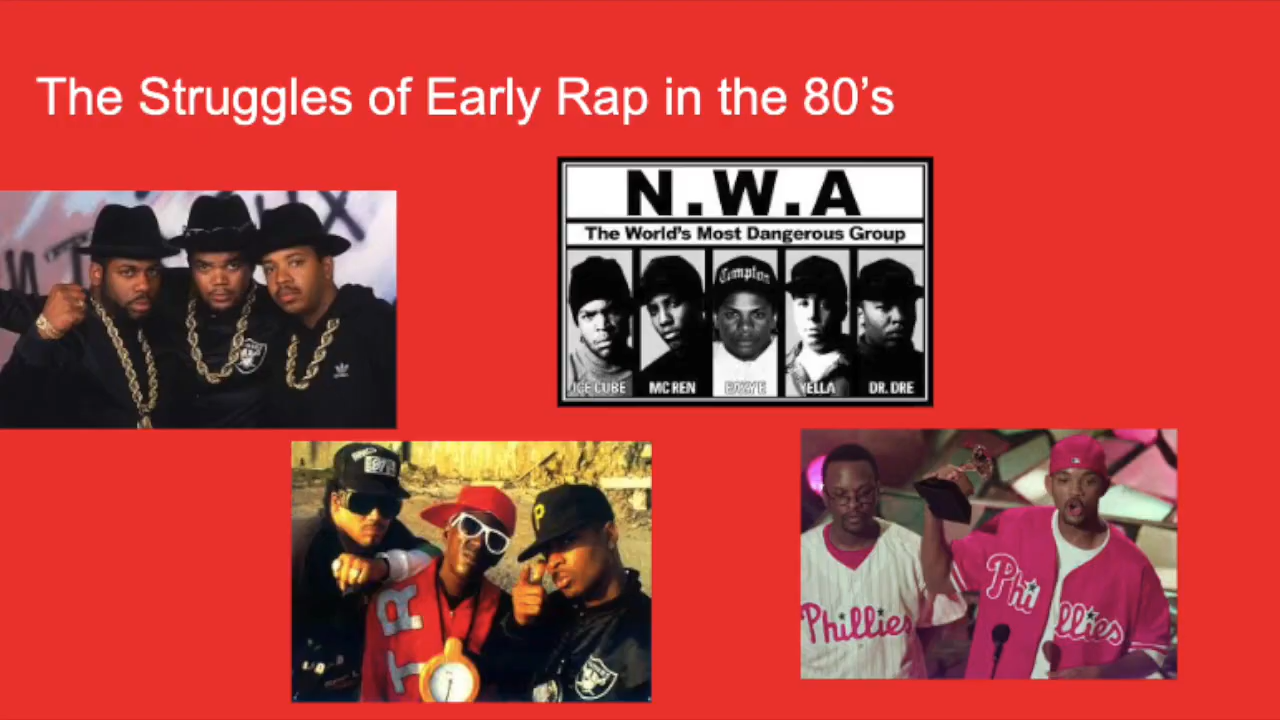 The Struggles of Early Rap in the 80’s
N.W.A
The World's Most Dangerous Group
Compton
ICE CUBE
MC REN
EAZY E
YELLA
DR. DRE
P
Phillies
Phillies